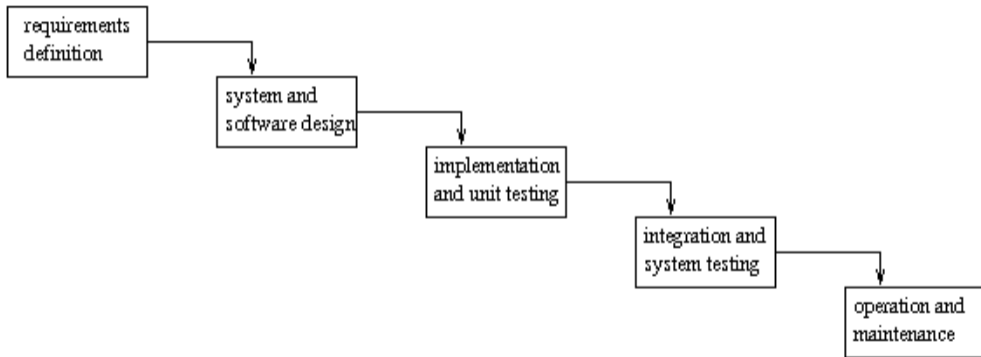 requirements
definition
system and
software design
implementation
and unit testing
integration and
system testing
operation and
maintenance